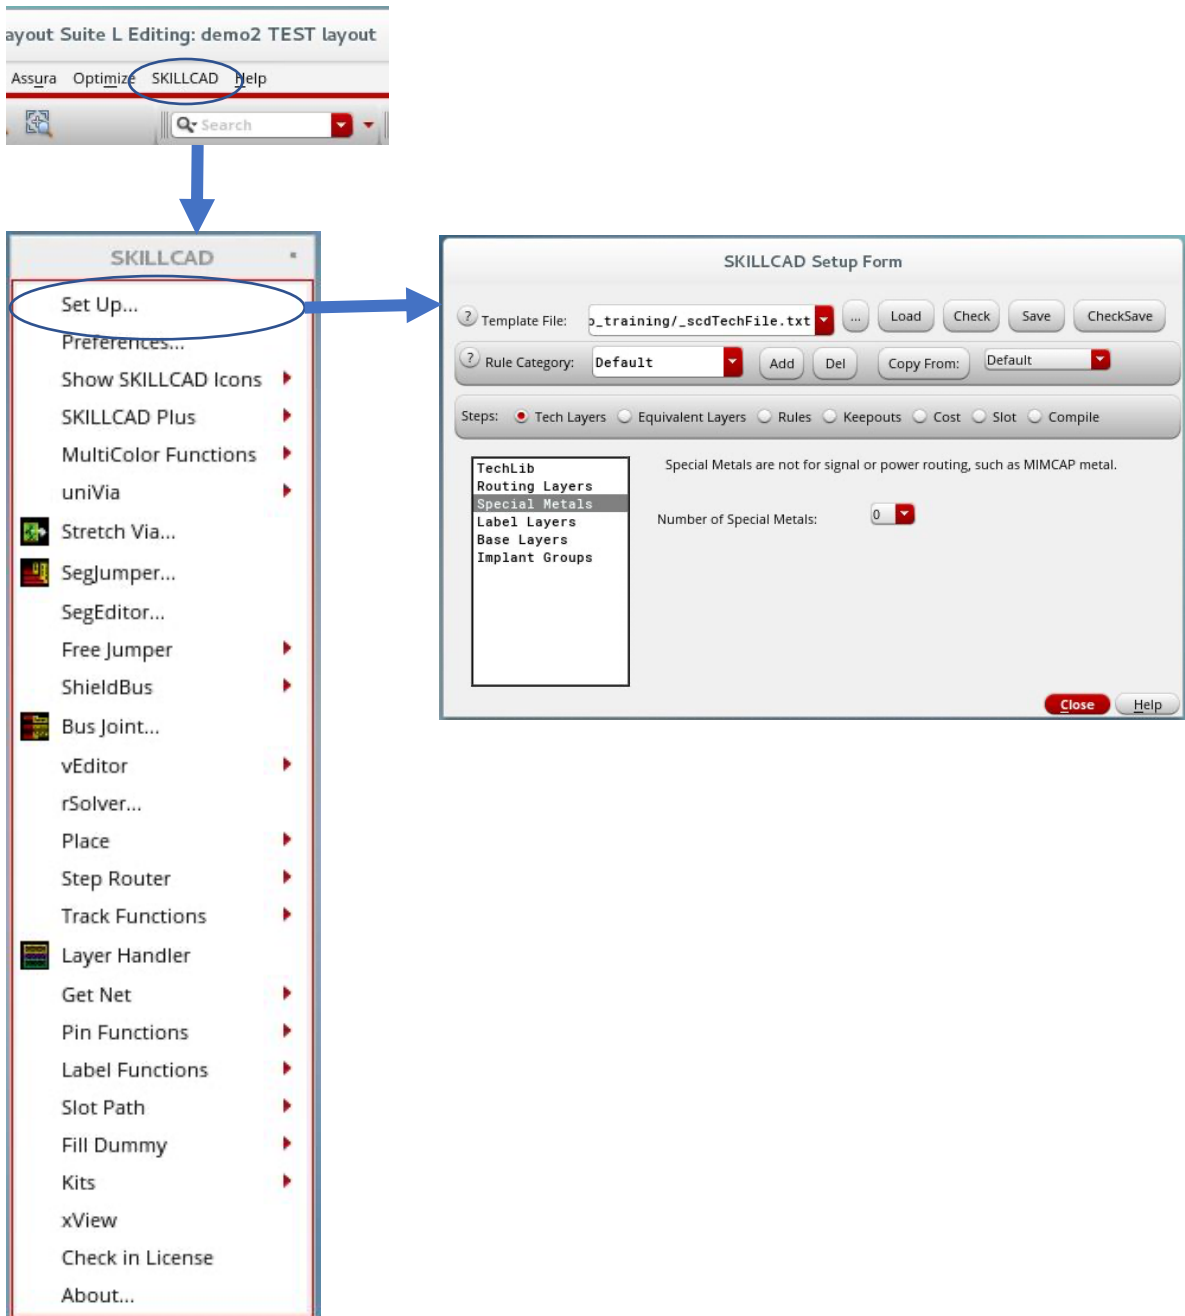 ayout Suite L Editing: demo2 TEST layout
Assura Optimize SKILLCAD Help
Search
SKILLCAD
Set Up...
Preferences...
Show SKILLCAD Icons
SKILLCAD Plus
MultiColor Functions
uniVia
Stretch Via...
SegJumper...
SegEditor...
Free Jumper
ShieldBus
Bus Joint...
vEditor
rSolver...
Place
Step Router
Track Functions
Layer Handler
Get Net
Pin Functions
Label Functions
Slot Path
Fill Dummy
Kits
xView
Check in License
About...
SKILLCAD Setup Form
? Template File: o_training/_scdTechFile.txt ... Load Check Save CheckSave
? Rule Category: Default Add Del Copy From: Default
Steps: Tech Layers Equivalent Layers Rules Keepouts Cost Slot Compile
TechLib
Routing Layers
Special Metals
Label Layers
Base Layers
Implant Groups
Special Metals are not for signal or power routing, such as MIMCAP metal.
Number of Special Metals: 0
Close Help